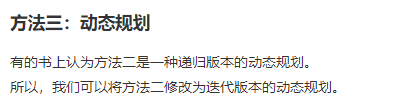 方法三：动态规划
有的书上认为方法二是一种递归版本的动态规划。
所以，我们可以将方法二修改为迭代版本的动态规划。